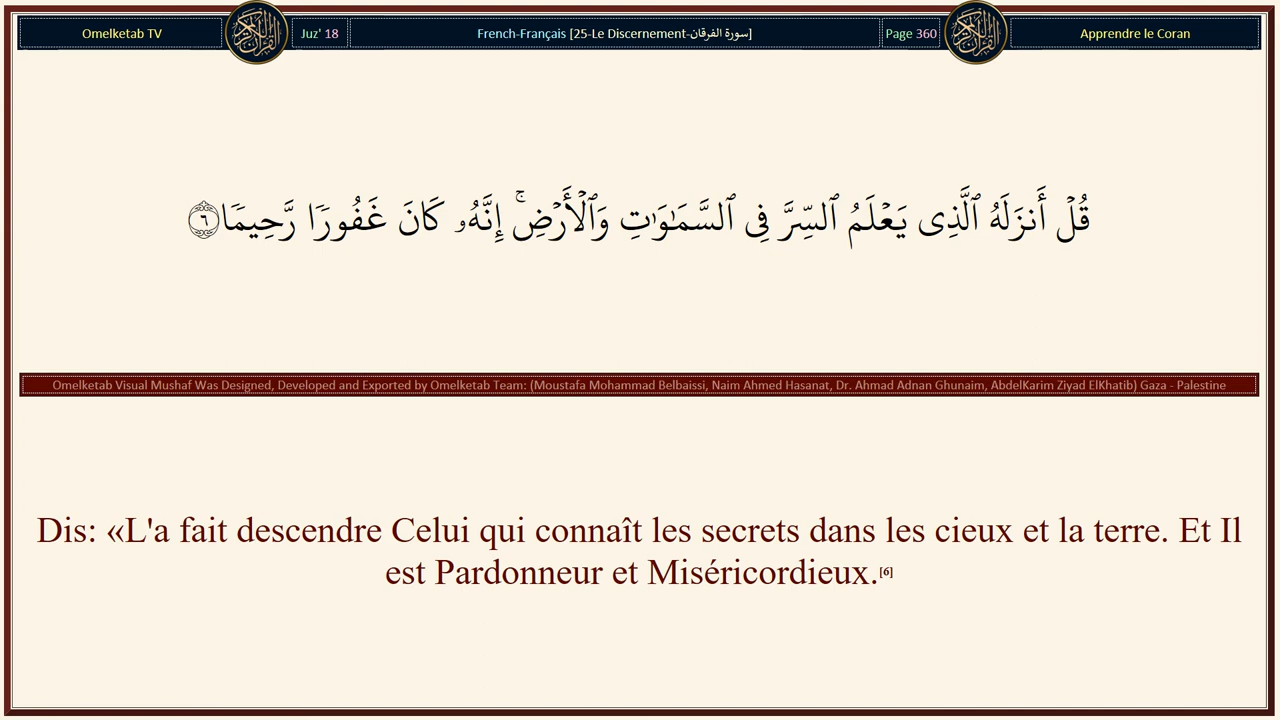 Omelketab TV
Juz' 18
French-Français [25-Le Discernement-سورة الفرقان]
Page 360
Apprendre le Coran
قُلْ أَنزَلَهُ ٱلَّذِى يَعْلَمُ ٱلسِّرَّ فِى ٱلسَّمَـٰوَٰتِ وَٱلْأَرْضِ ۚ إِنَّهُۥ كَانَ غَفُورًا رَّحِيمًا ٦
Omelketab Visual Mushaf Was Designed, Developed and Exported by Omelketab Team: (Moustafa Mohammad Belbaissi, Naim Ahmed Hasanat, Dr. Ahmad Adnan Ghunaim, AbdelKarim Ziyad ElKhatib) Gaza - Palestine
Dis: «L'a fait descendre Celui qui connaît les secrets dans les cieux et la terre. Et Il
est Pardonneur et Miséricordieux.[6]